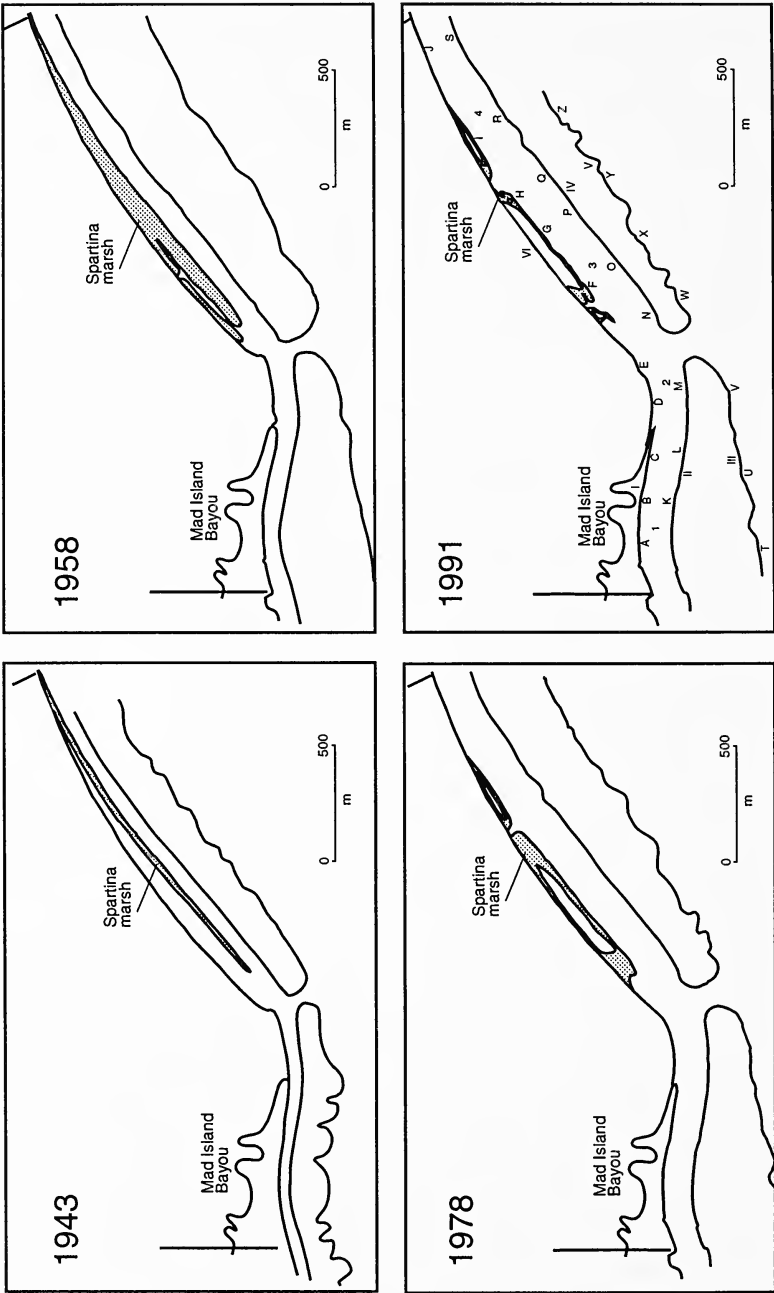 1943
Spartina
marsh
Mad Island
Bayou
0 500
m
1958
Spartina
marsh
Mad Island
Bayou
0 500
m
1978
Spartina
marsh
Mad Island
Bayou
0 500
m
1991
J
Spartina
marsh
S
I 4
R
H
VI
Q
G
Z
P IV
V
F 3
Mad Island
Bayou
Y
O
I
E
X
A B
N
C
1 D
K 2
L M
W
II
III V
U
T
0 500
m